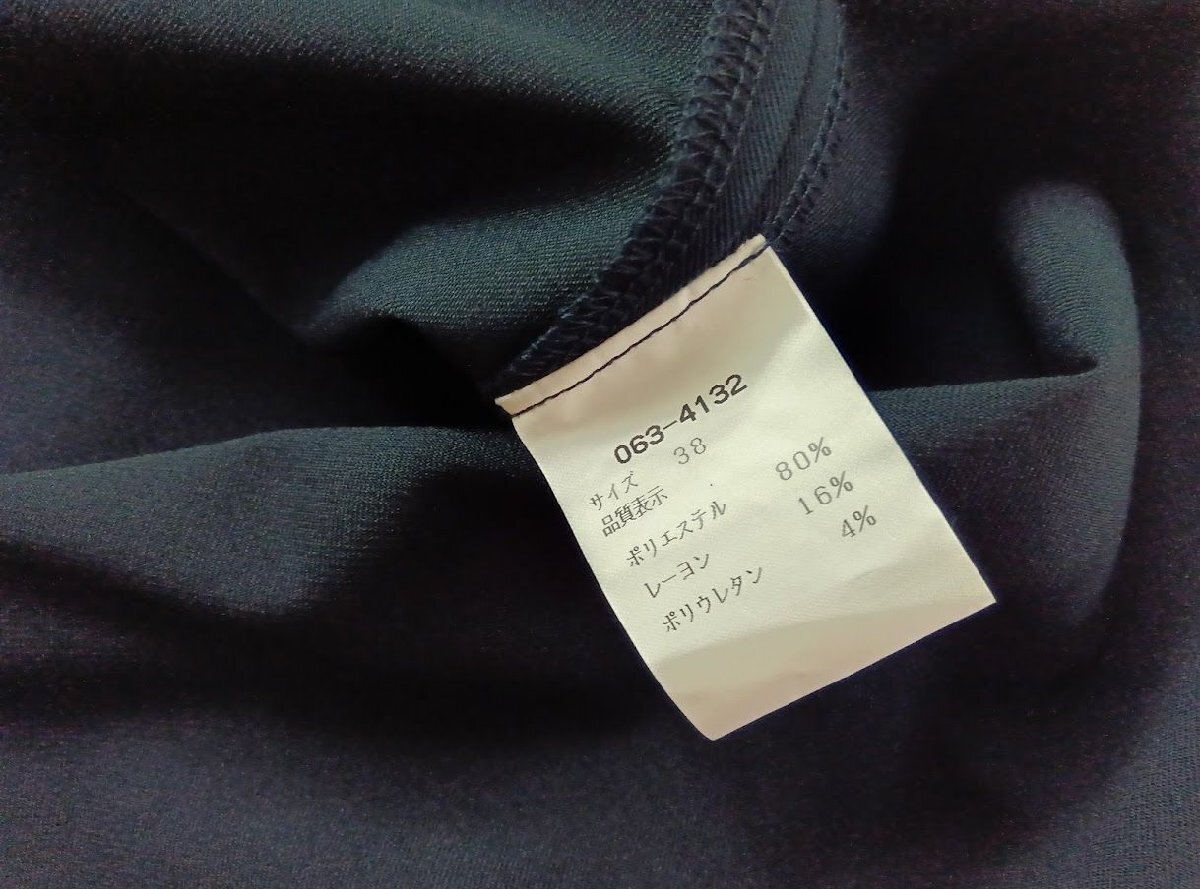 063-4132
サイズ 38
品質表示
ポリエステル 80%
レーヨン 16%
ポリウレタン 4%